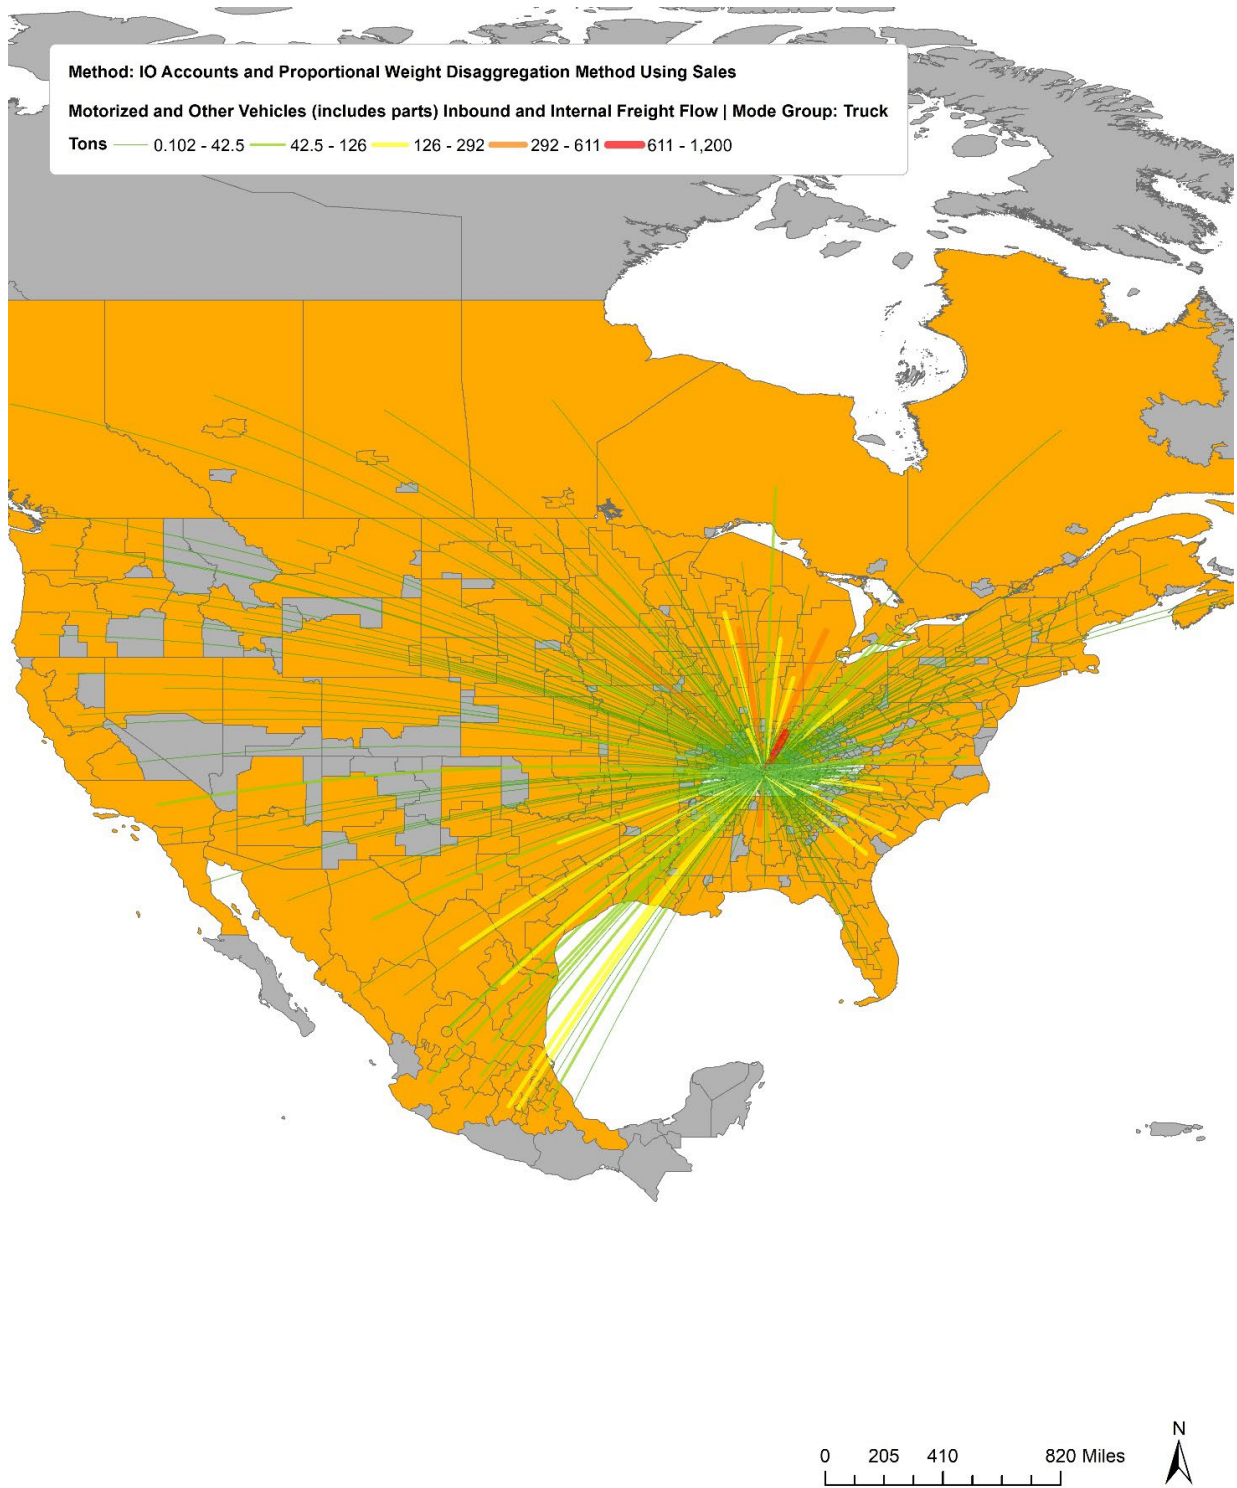 Method: IO Accounts and Proportional Weight Disaggregation Method Using Sales
Motorized and Other Vehicles (includes parts) Inbound and Internal Freight Flow | Mode Group: Truck
Tons 0.102 - 42.5 42.5 - 126 126 - 292 292 - 611 611 - 1,200
N
0 205 410 820 Miles